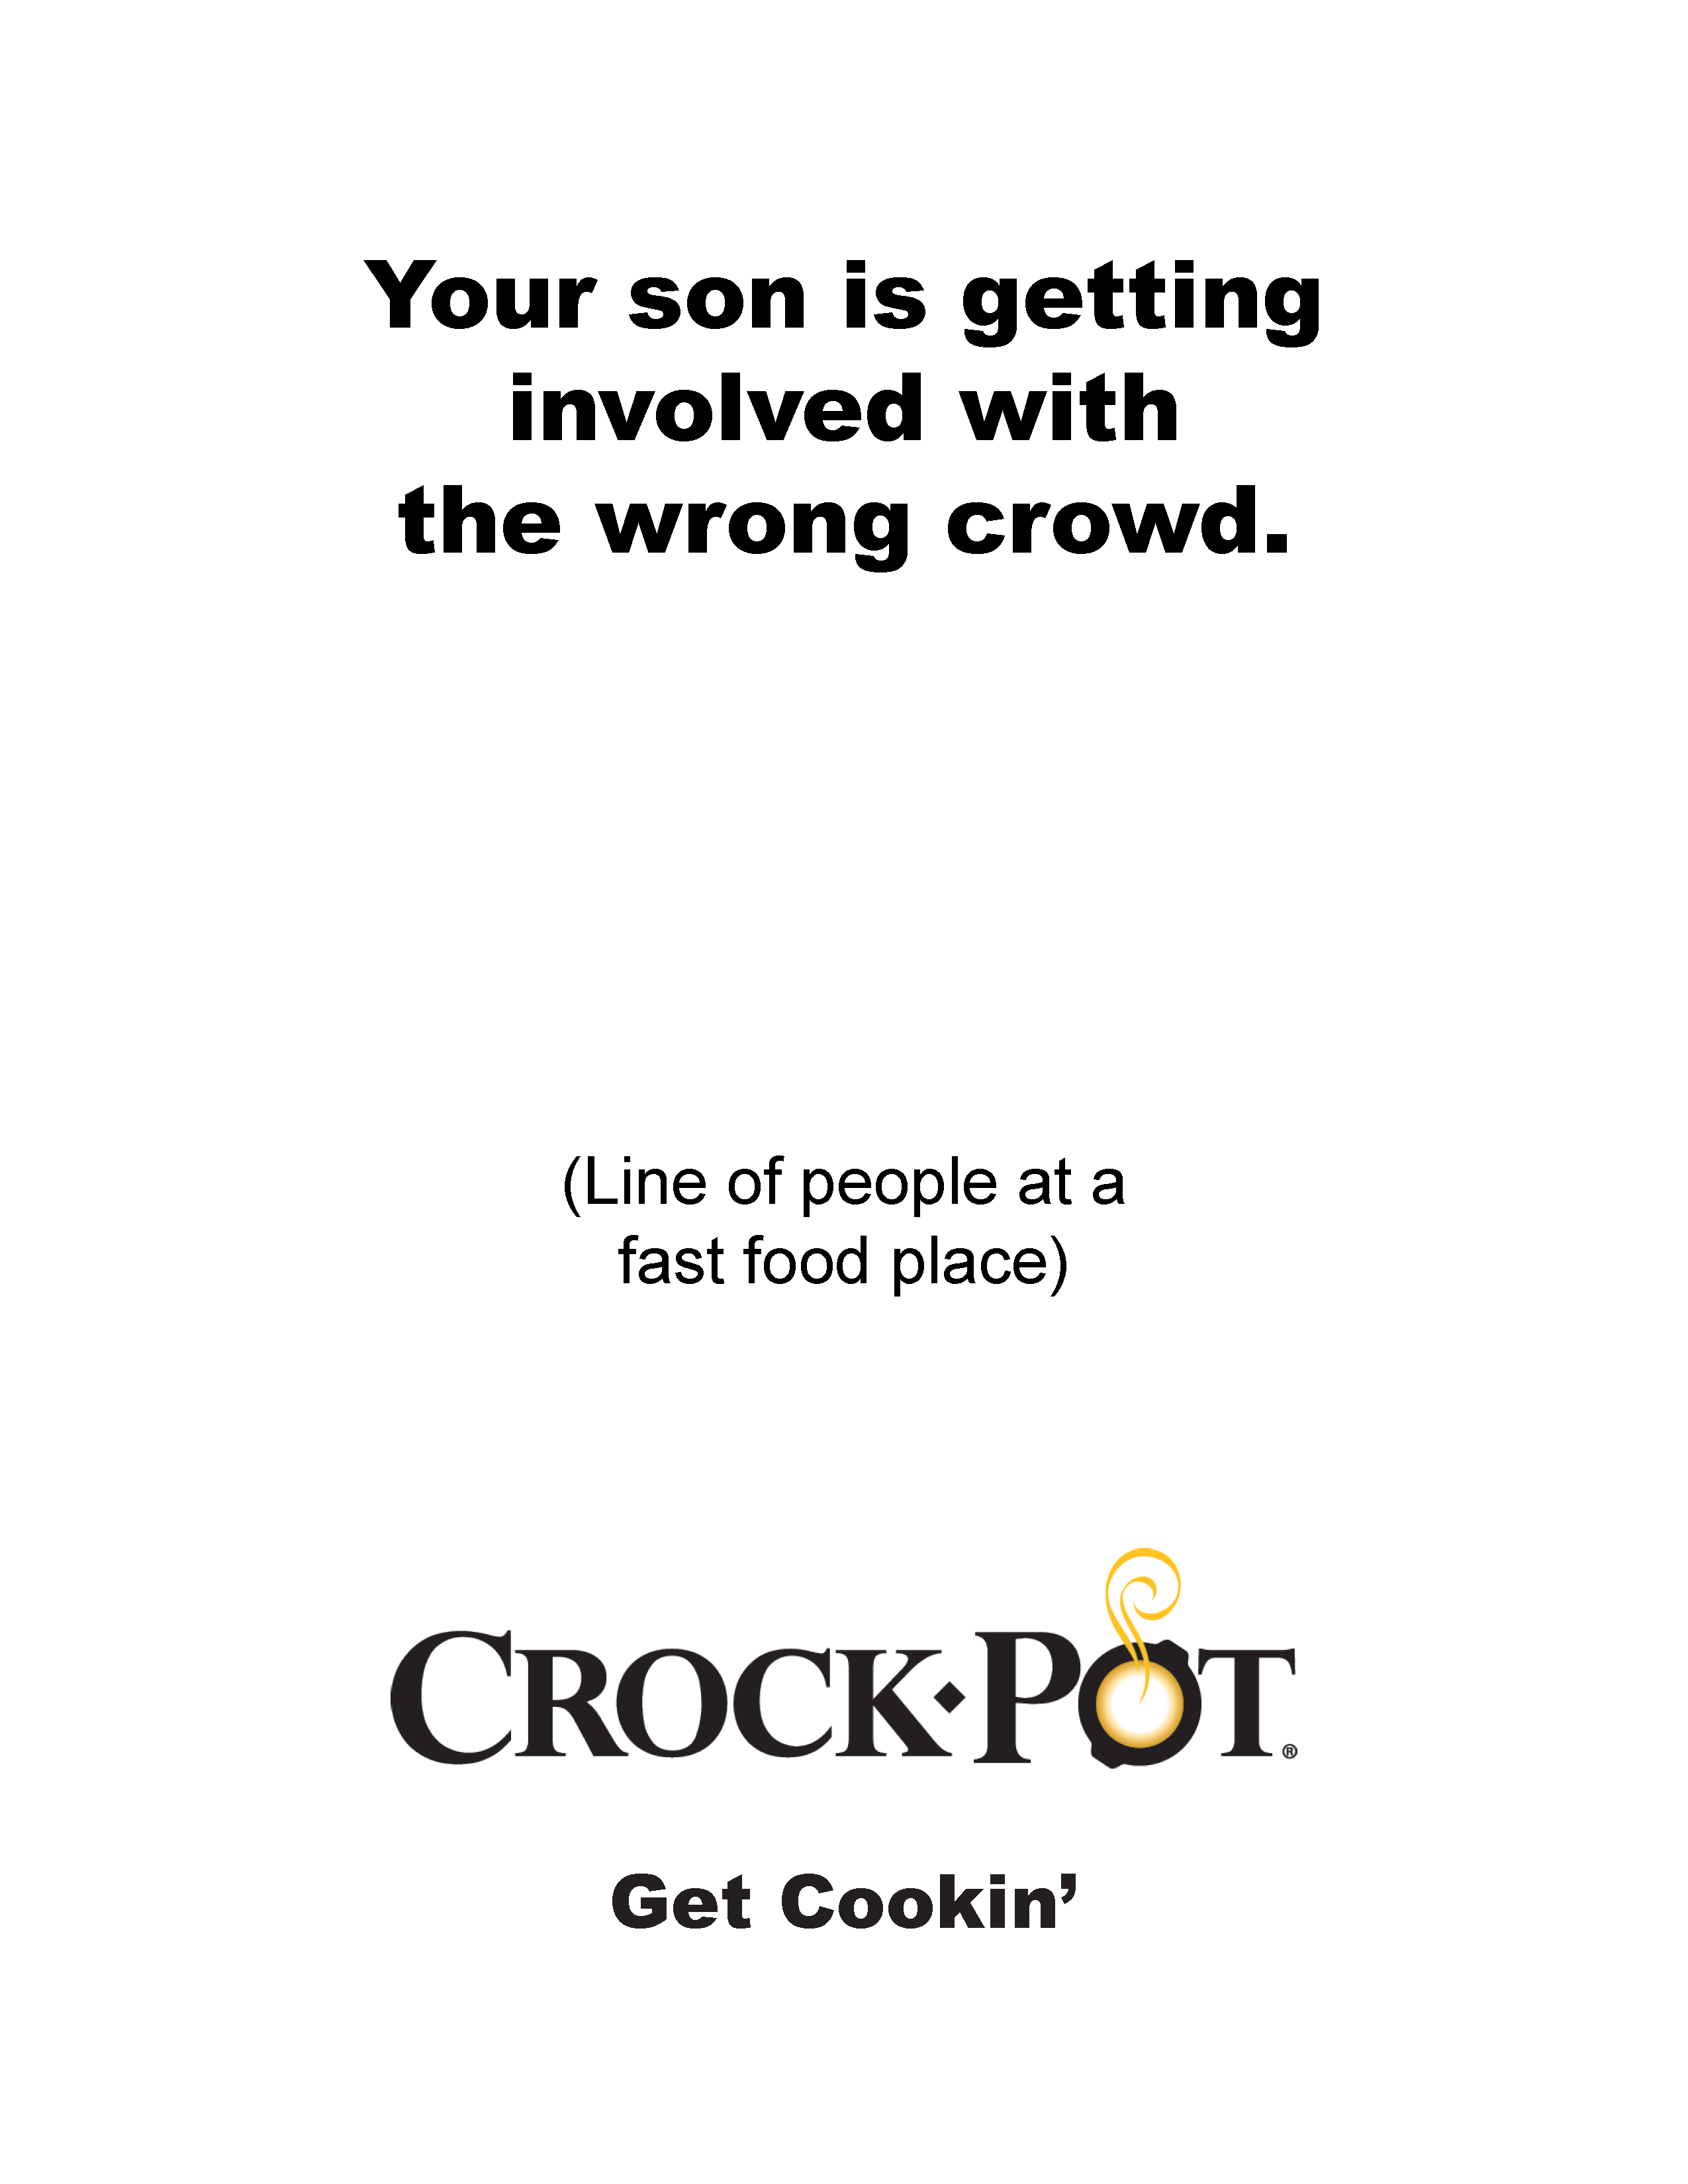 Your son is getting
involved with
the wrong crowd.
(Line of people at a
fast food place)
CROCK·POT®
Get Cookin’